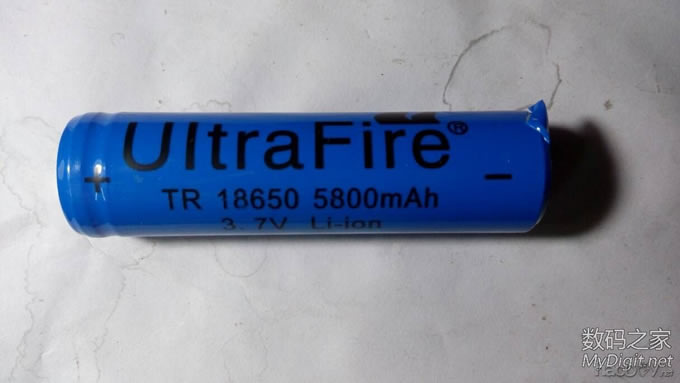 UltraFire®
+
TR 18650 5800mAh
-
3.7V Li-ion
数码之家
MyDigit.net